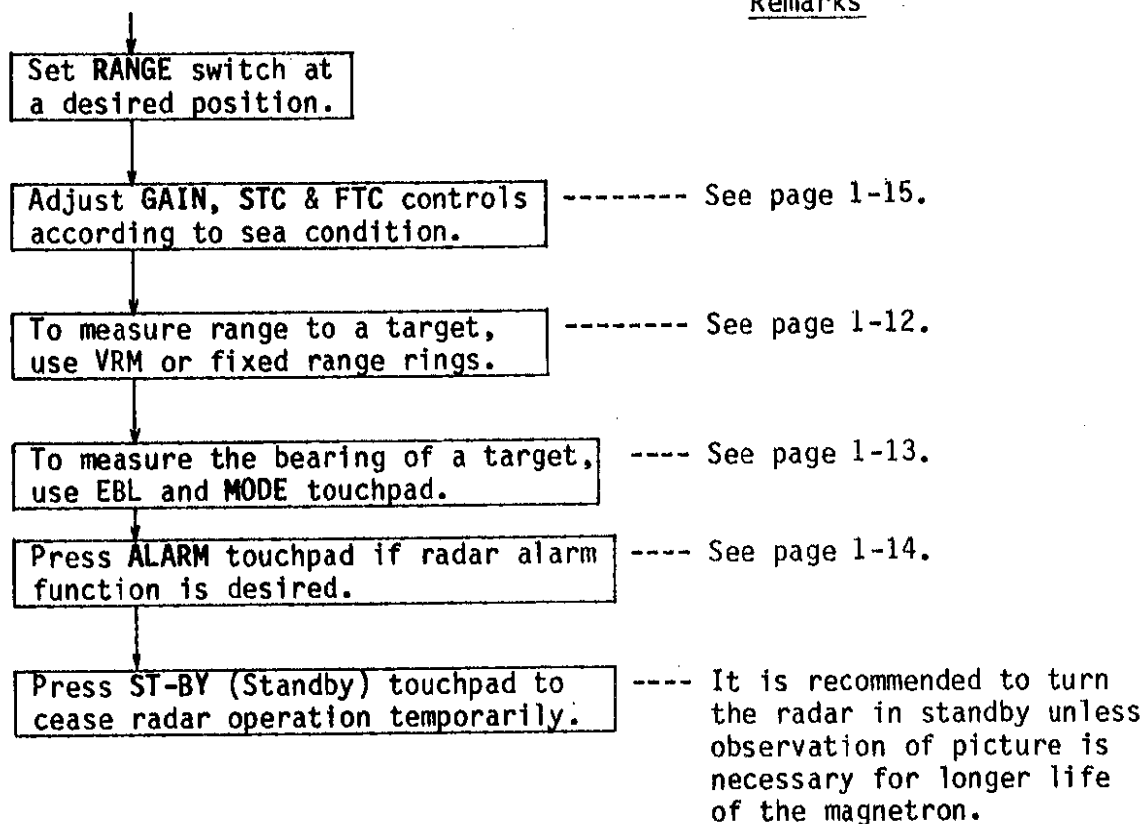 Remarks
Set RANGE switch at
a desired position.
Adjust GAIN, STC & FTC controls
according to sea condition.
-------- See page 1-15.
To measure range to a target,
use VRM or fixed range rings.
-------- See page 1-12.
To measure the bearing of a target,
use EBL and MODE touchpad.
---- See page 1-13.
Press ALARM touchpad if radar alarm
function is desired.
---- See page 1-14.
Press ST-BY (Standby) touchpad to
cease radar operation temporarily.
---- It is recommended to turn
the radar in standby unless
observation of picture is
necessary for longer life
of the magnetron.